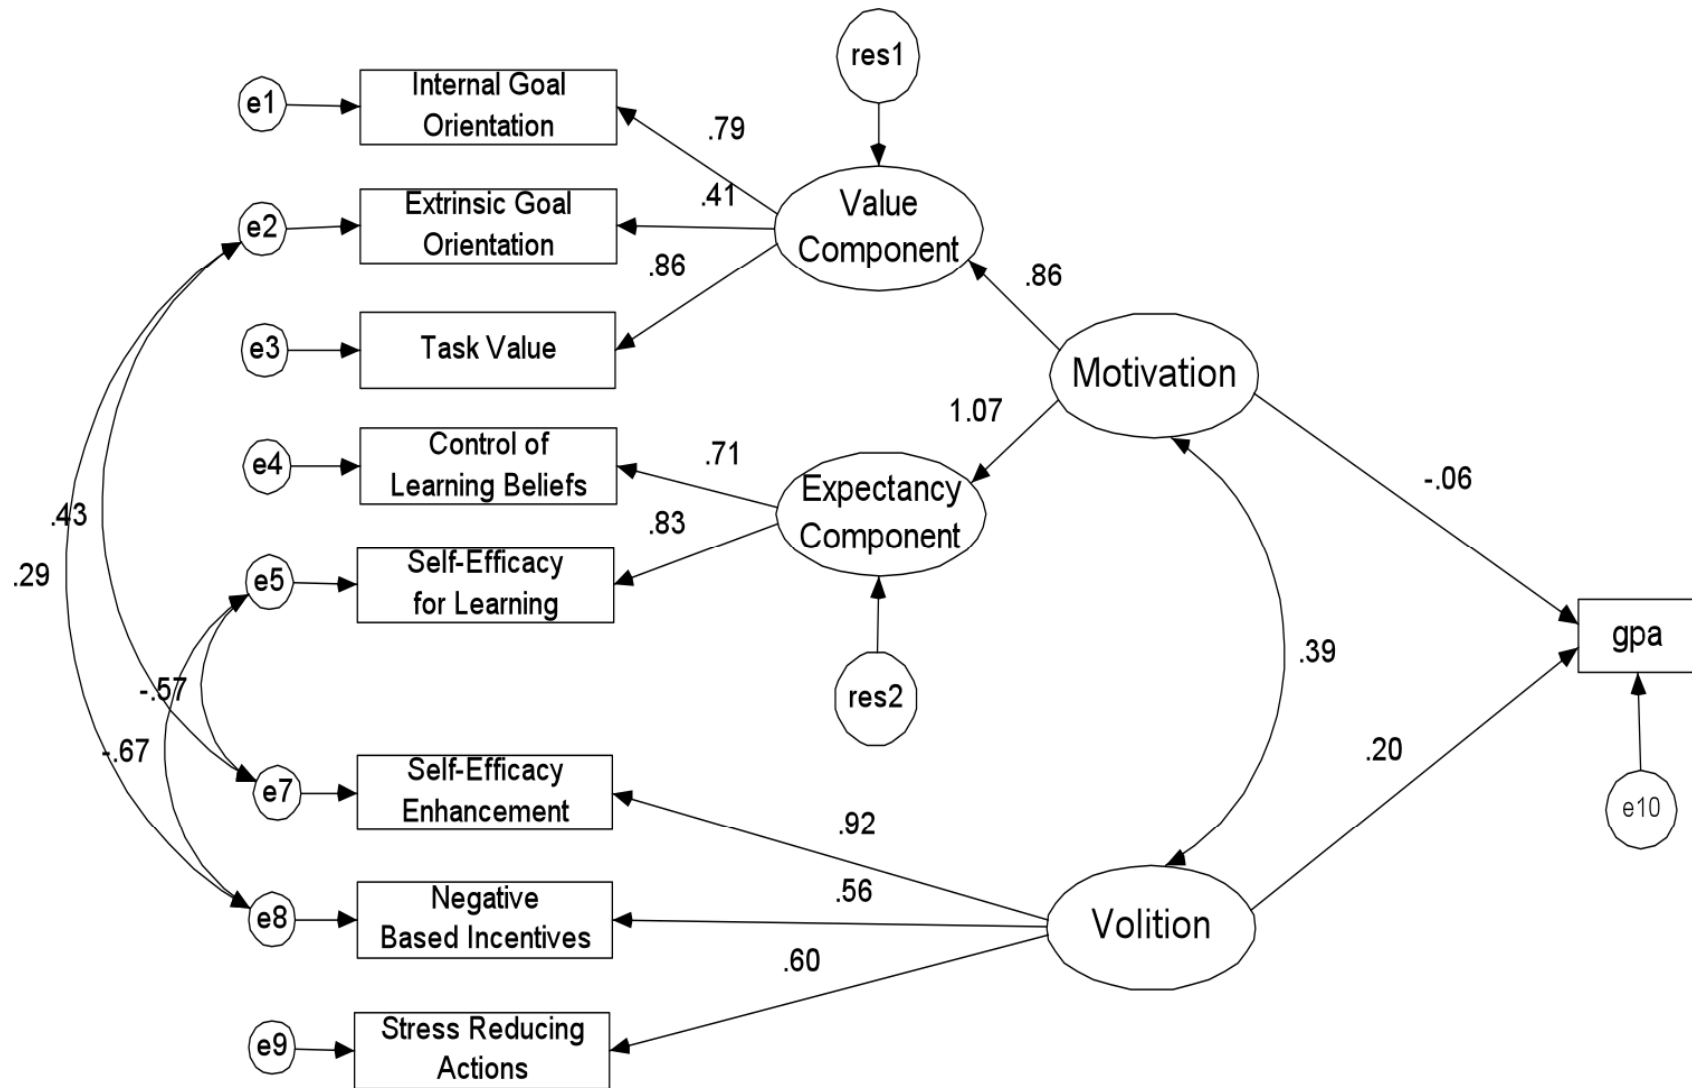 res1
e1
Internal Goal
Orientation
.79
e2
Extrinsic Goal
Orientation
.41
Value
Component
.86
e3
Task Value
.86
Motivation
1.07
e4
Control of
Learning Beliefs
.71
Expectancy
Component
-.06
.43
.29
e5
Self-Efficacy
for Learning
.83
gpa
.39
-.57
res2
-.67
e7
Self-Efficacy
Enhancement
.92
.20
e10
e8
Negative
Based Incentives
.56
Volition
.60
e9
Stress Reducing
Actions